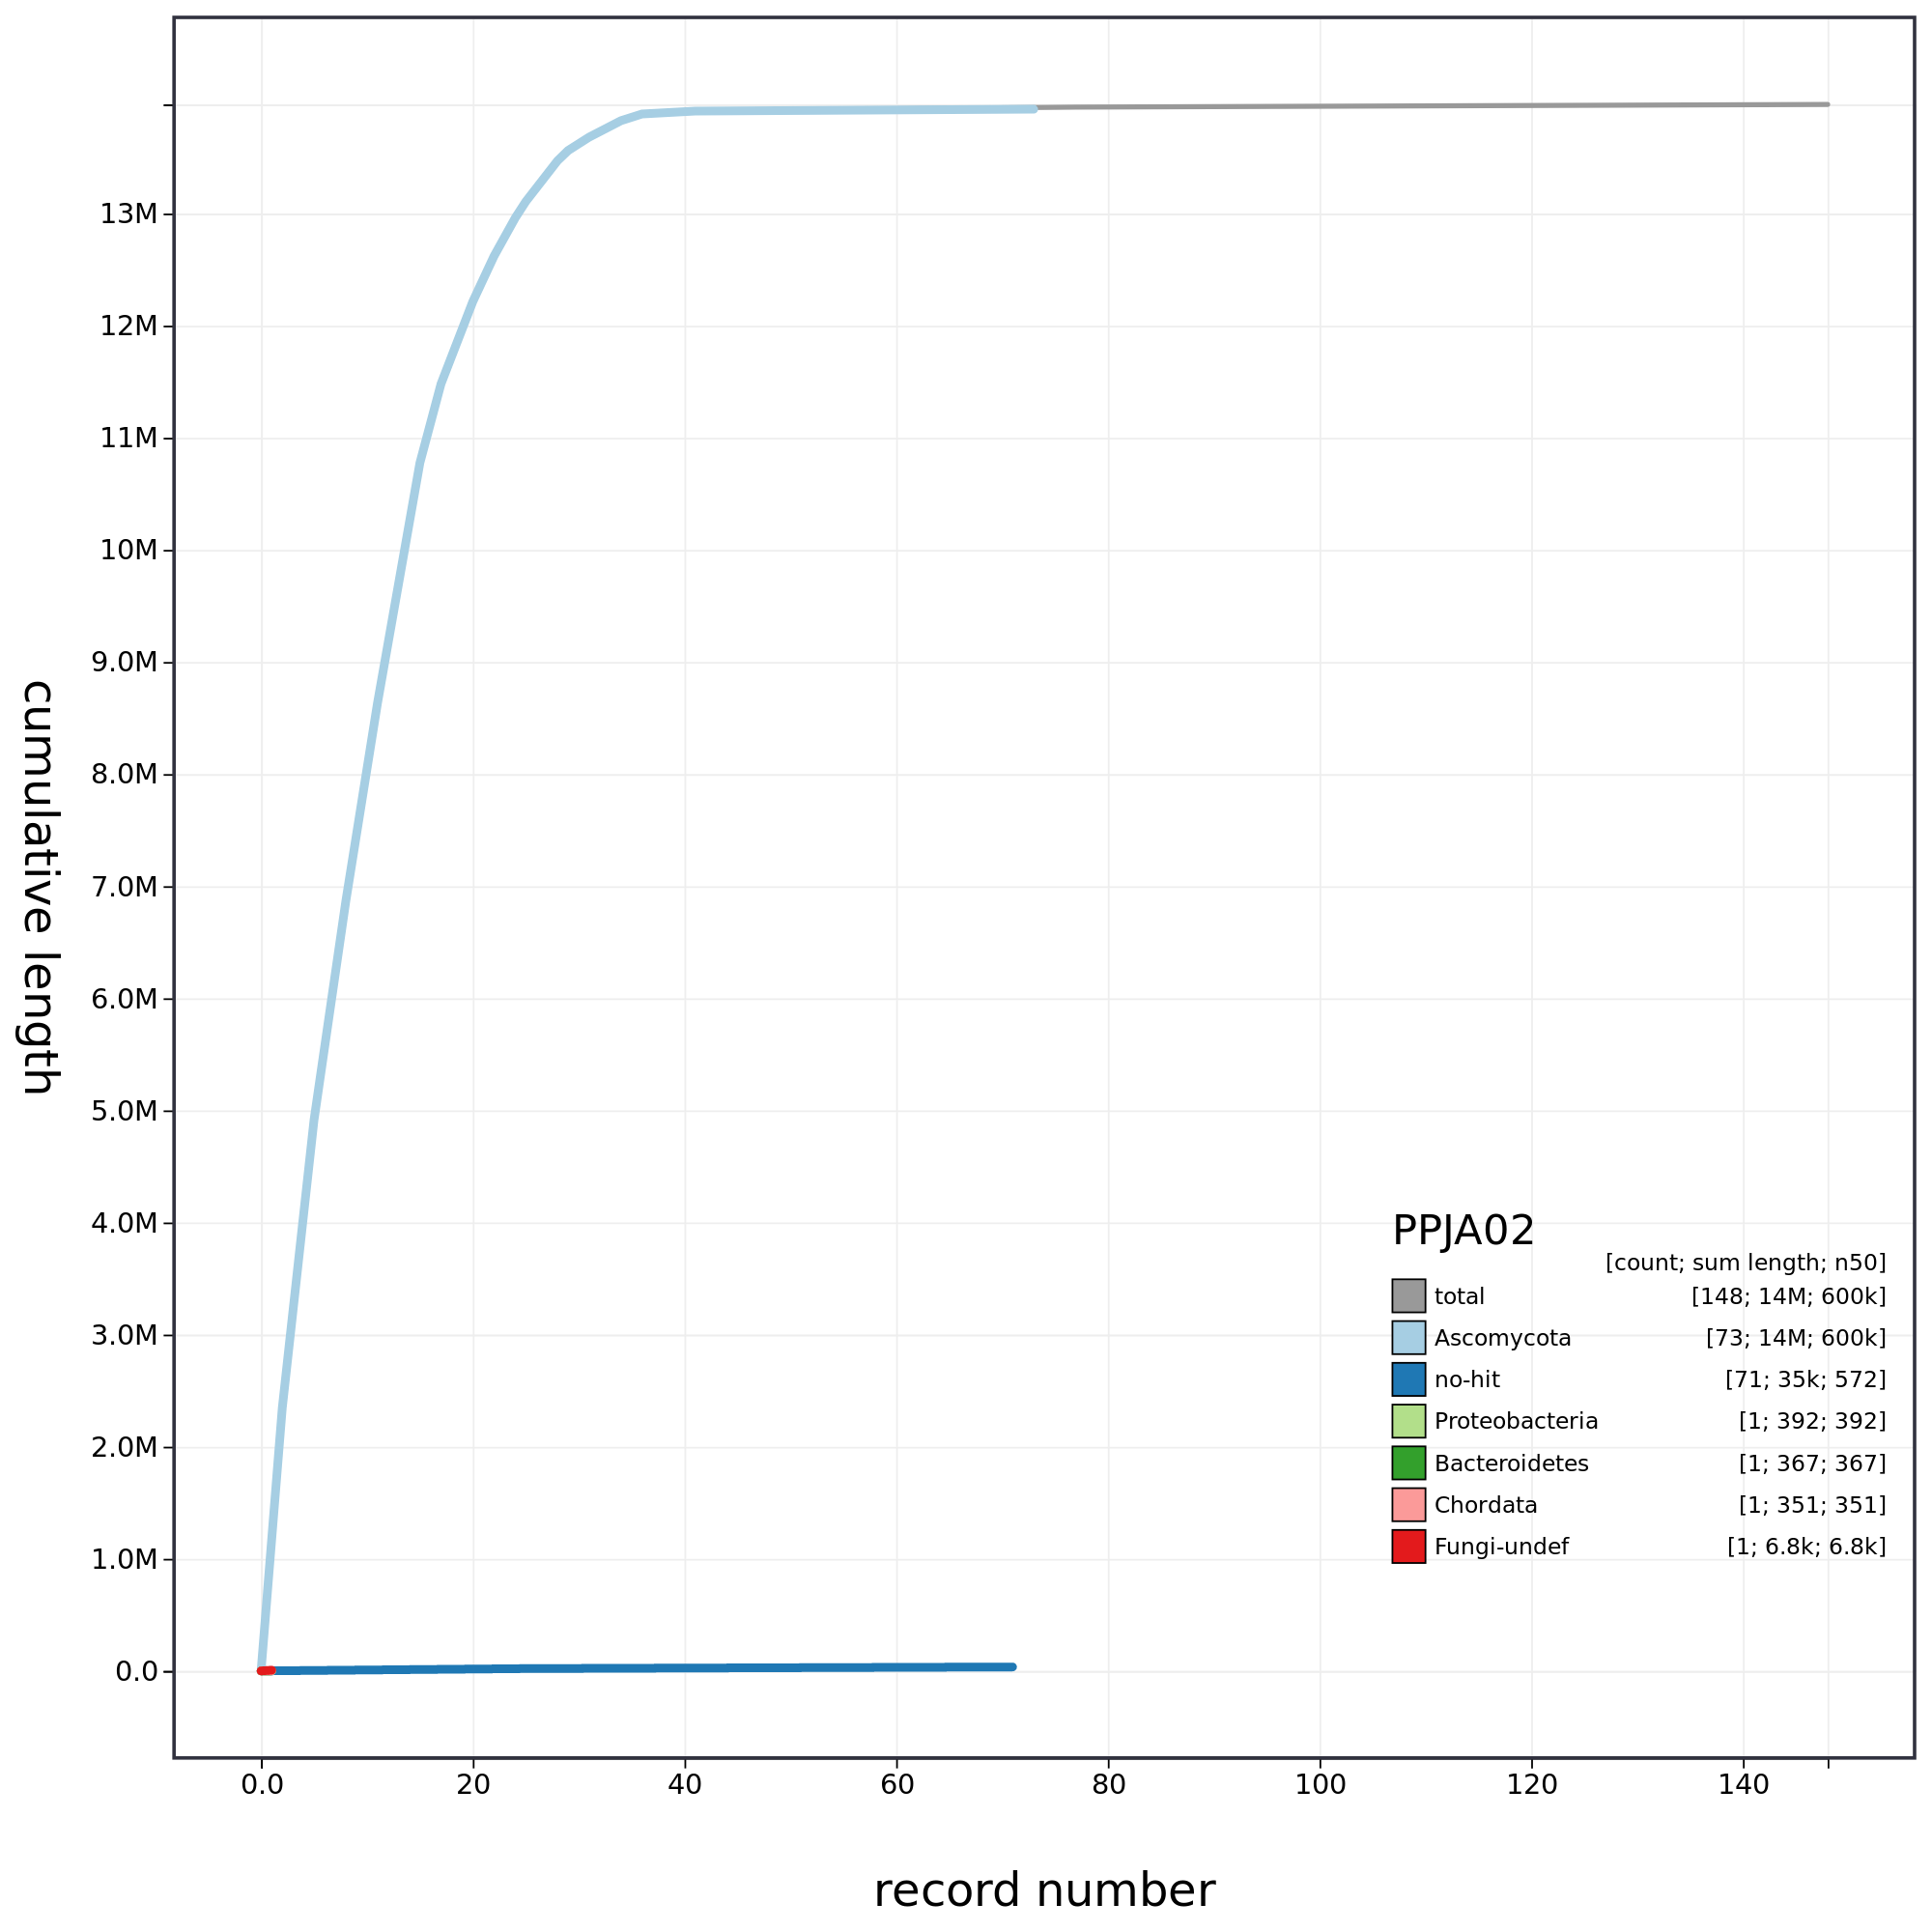 13M
12M
11M
10M
9.0M
8.0M
7.0M
6.0M
5.0M
4.0M
3.0M
2.0M
1.0M
0.0
cumulative length
PPJA02
[count; sum length; n50]
total [148; 14M; 600k]
Ascomycota [73; 14M; 600k]
no-hit [71; 35k; 572]
Proteobacteria [1; 392; 392]
Bacteroidetes [1; 367; 367]
Chordata [1; 351; 351]
Fungi-undef [1; 6.8k; 6.8k]
0.0 20 40 60 80 100 120 140
record number